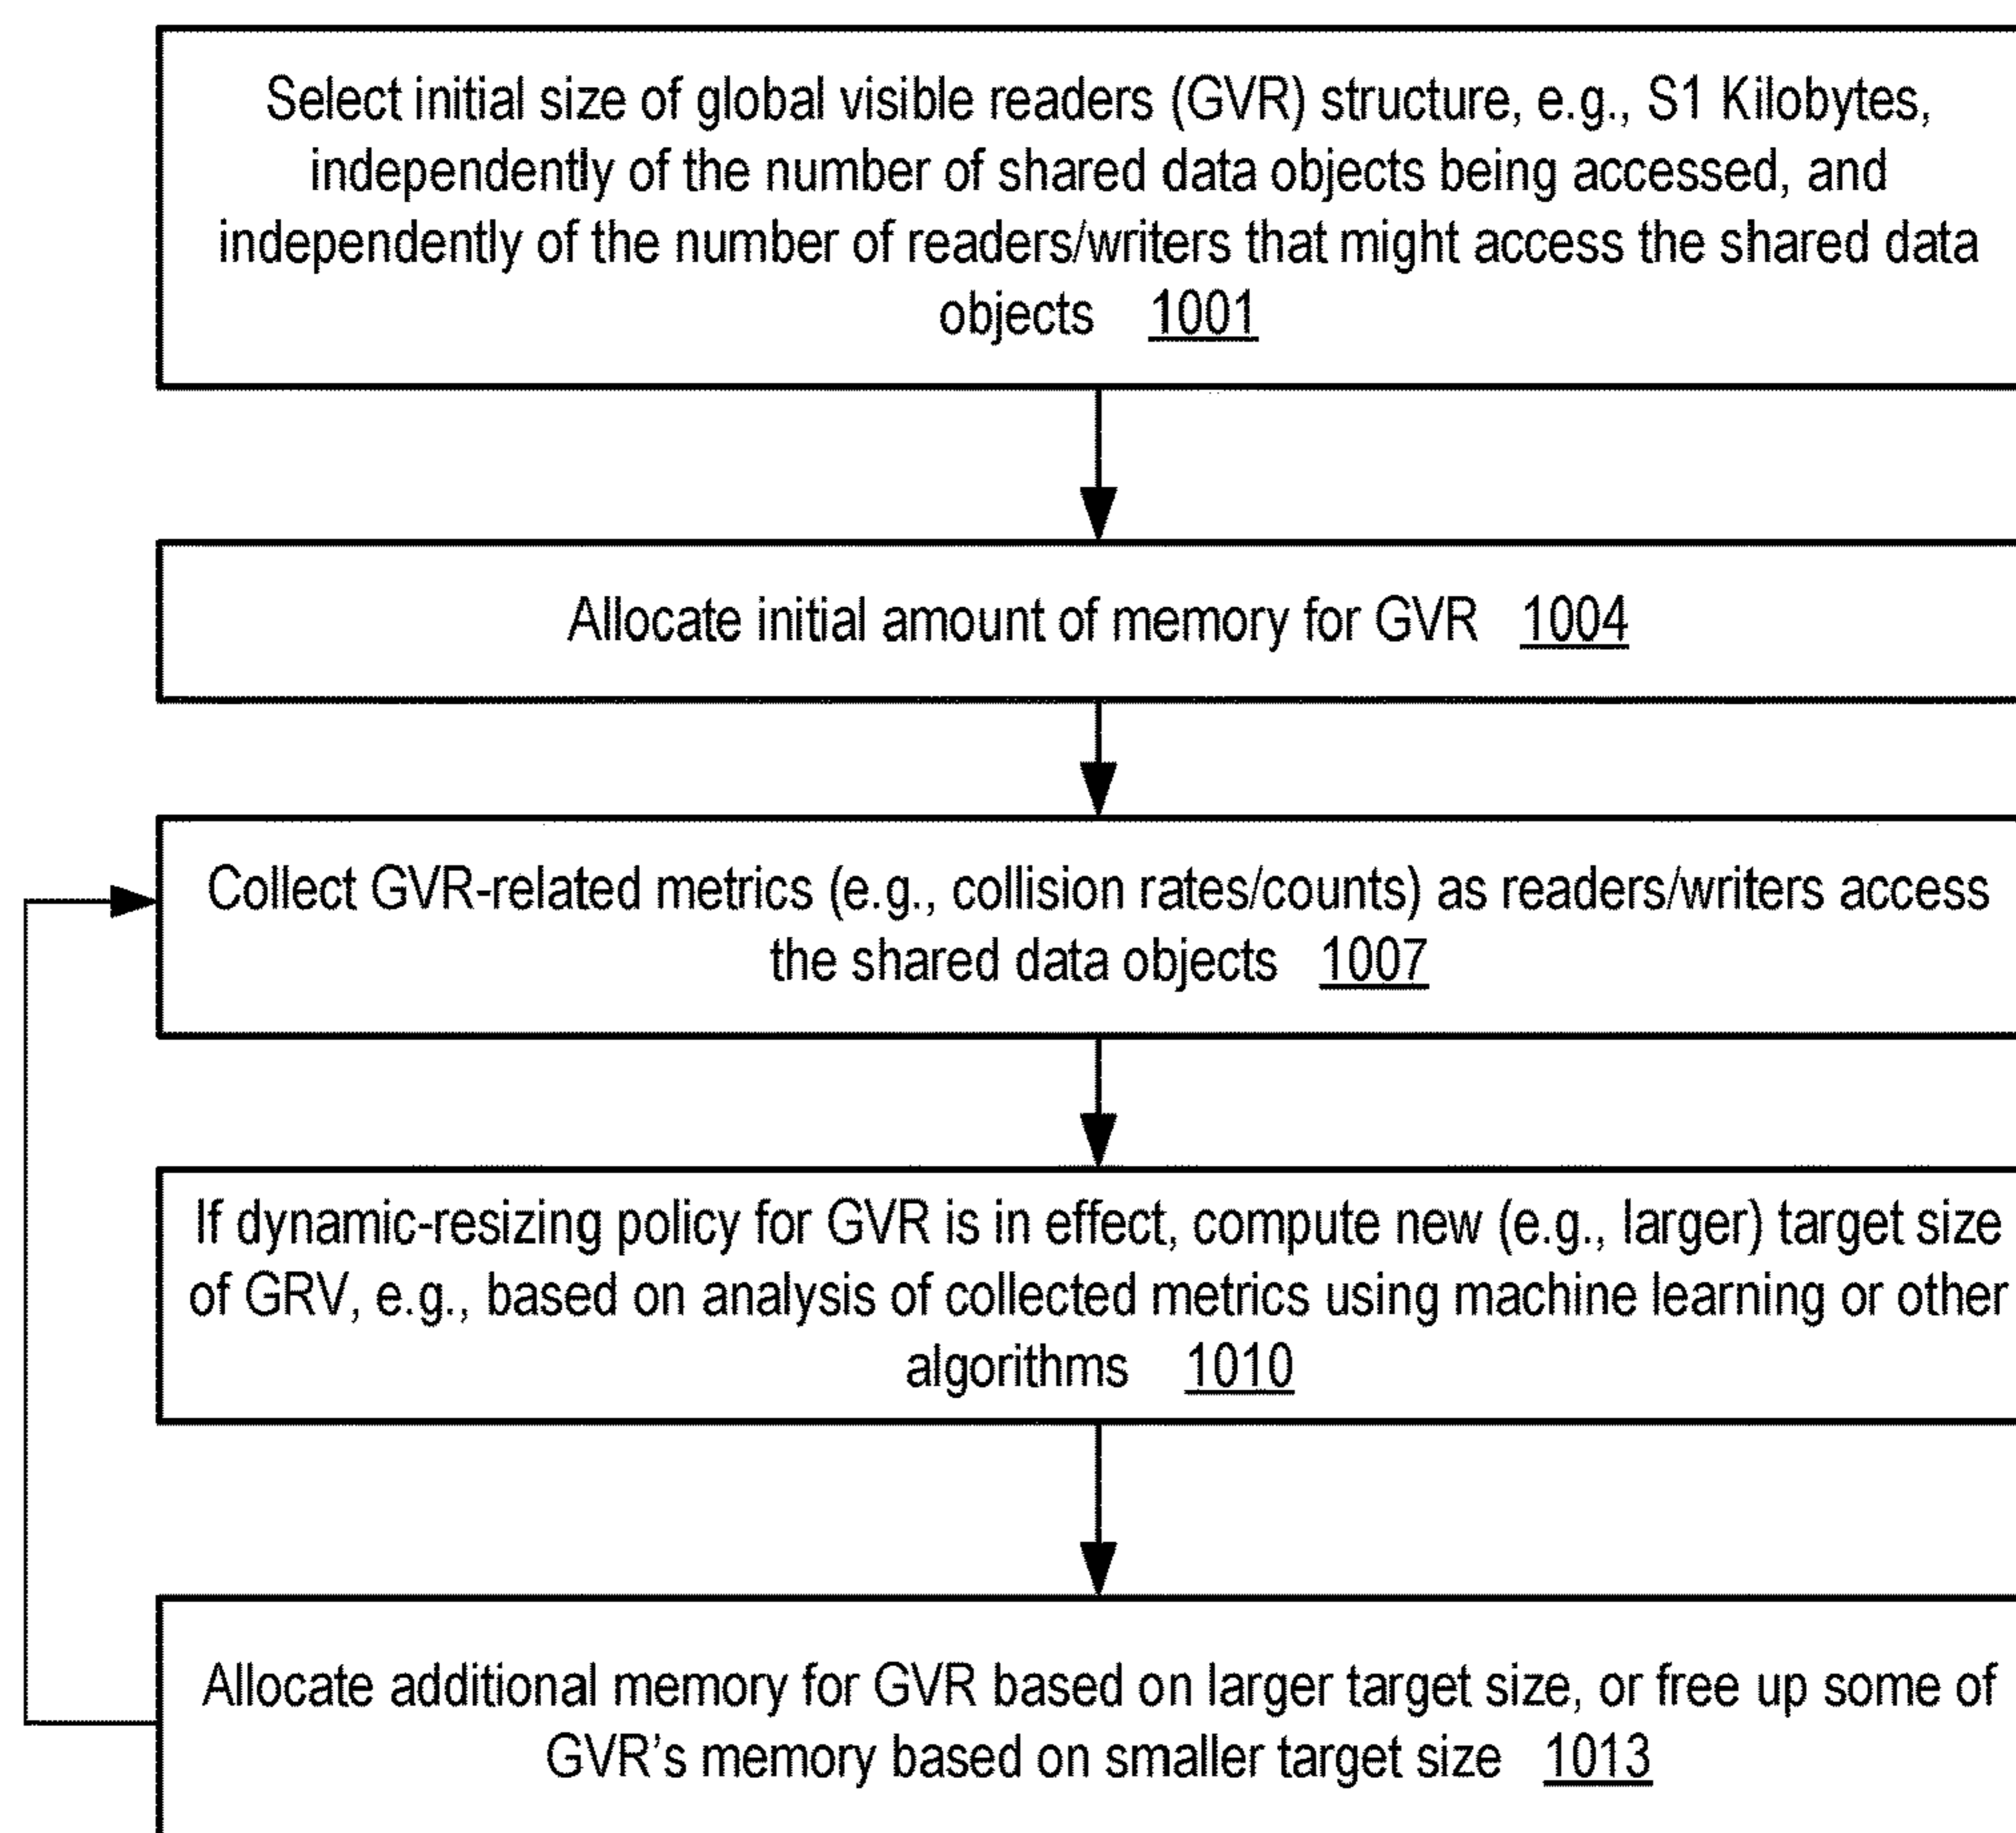 Select initial size of global visible readers (GVR) structure, e.g., S1 Kilobytes,
independently of the number of shared data objects being accessed, and
independently of the number of readers/writers that might access the shared data
objects 1001
Allocate initial amount of memory for GVR 1004
Collect GVR-related metrics (e.g., collision rates/counts) as readers/writers access
the shared data objects 1007
If dynamic-resizing policy for GVR is in effect, compute new (e.g., larger) target size
of GRV, e.g., based on analysis of collected metrics using machine learning or other
algorithms 1010
Allocate additional memory for GVR based on larger target size, or free up some of
GVR's memory based on smaller target size 1013